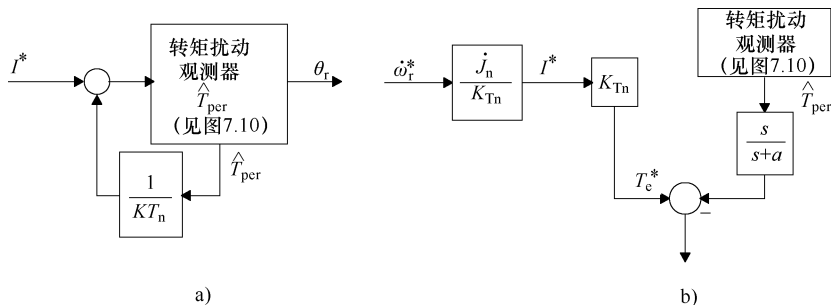 I*
转矩扰动
观测器
T̂per
(见图7.10)
θr
T̂per
1
KTn
a)
ω̇r*
J̇n
KTn
I*
KTn
转矩扰动
观测器
(见图7.10)
T̂per
s
s+a
Te*
−
b)